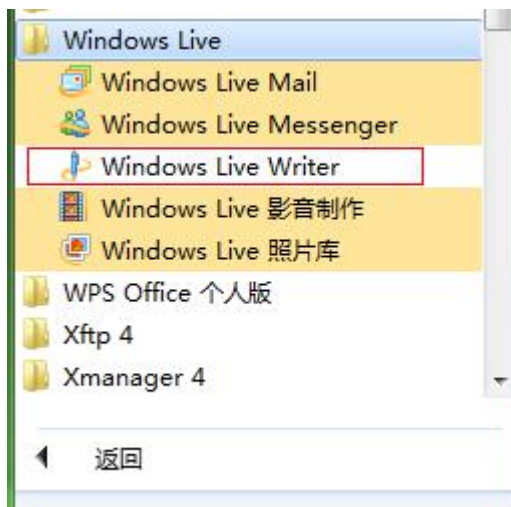 Windows Live
Windows Live Mail
Windows Live Messenger
Windows Live Writer
Windows Live 影音制作
Windows Live 照片库
WPS Office 个人版
Xftp 4
Xmanager 4
返回